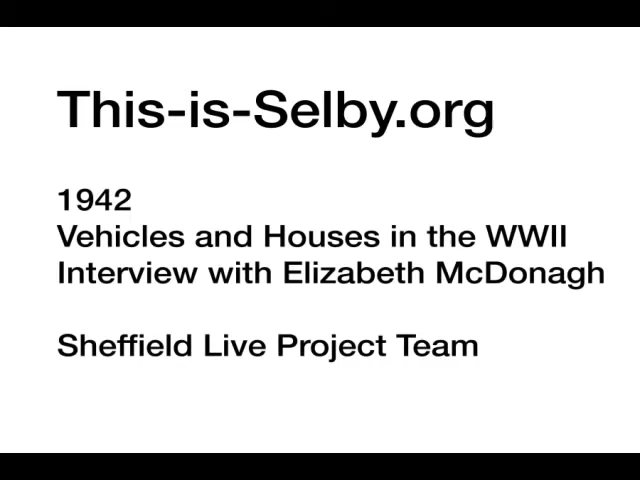 This-is-Selby.org
1942
Vehicles and Houses in the WWII
Interview with Elizabeth McDonagh
Sheffield Live Project Team